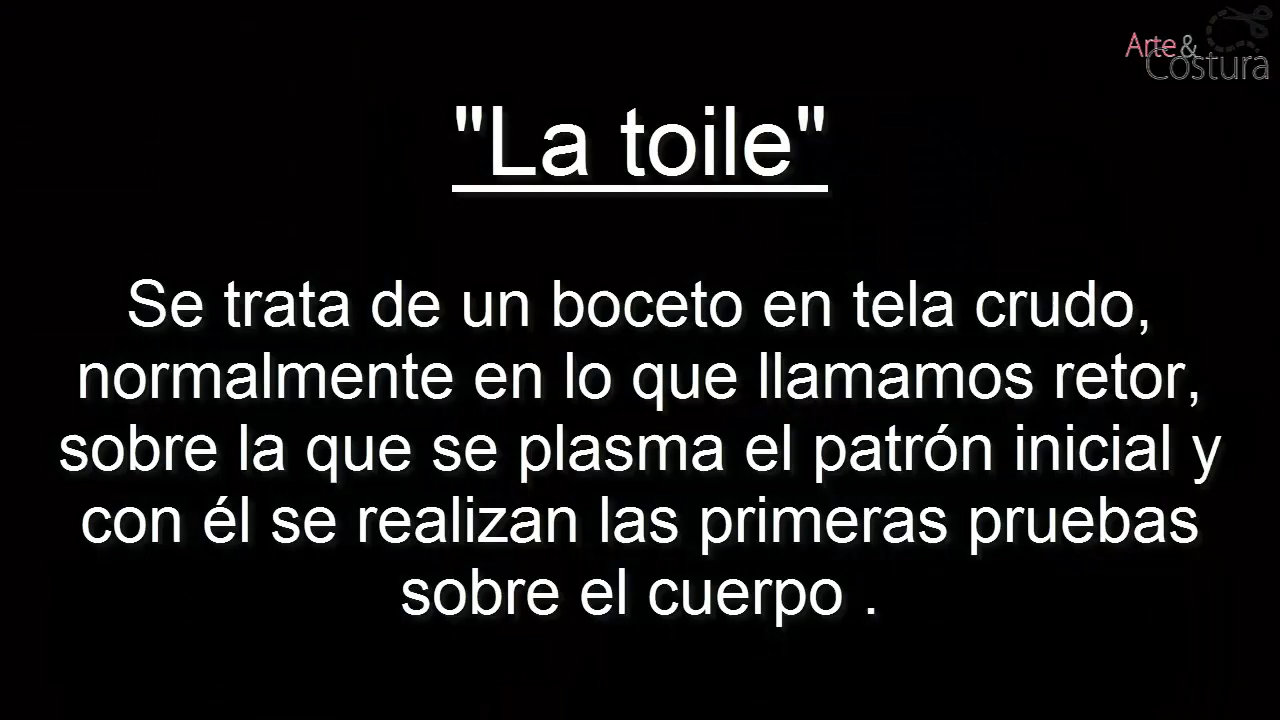 Arte&
Costura
"La toile"
Se trata de un boceto en tela crudo,
normalmente en lo que llamamos retor,
sobre la que se plasma el patrón inicial y
con él se realizan las primeras pruebas
sobre el cuerpo .